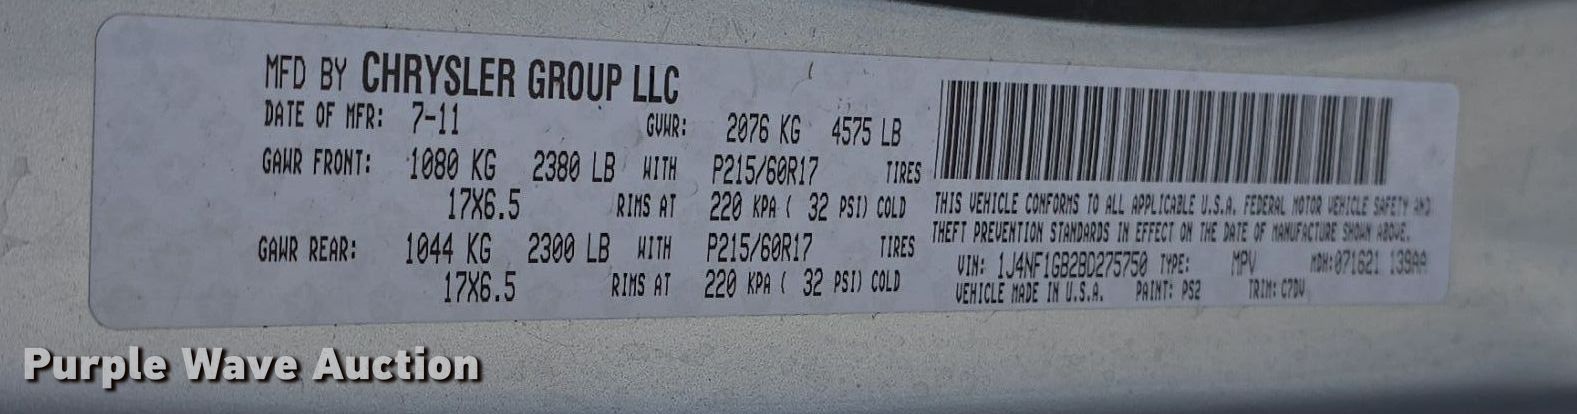 MFD BY CHRYSLER GROUP LLC
DATE OF MFR: 7-11 GVWR: 2076 KG 4575 LB
GAWR FRONT: 1080 KG 2380 LB WITH P215/60R17 TIRES
17X6.5 RIMS AT 220 KPA ( 32 PSI) COLD
GAWR REAR: 1044 KG 2300 LB WITH P215/60R17 TIRES
17X6.5 RIMS AT 220 KPA ( 32 PSI) COLD
THIS VEHICLE CONFORMS TO ALL APPLICABLE U.S.A. FEDERAL MOTOR VEHICLE SAFETY AND
THEFT PREVENTION STANDARDS IN EFFECT ON THE DATE OF MANUFACTURE SHOWN ABOVE.
VIN: 1J4NF1GB2BD275750 TYPE: MPV MDH: 071621 139AA
VEHICLE MADE IN U.S.A. PAINT: PS2 TRIM: C7DV
Purple Wave Auction